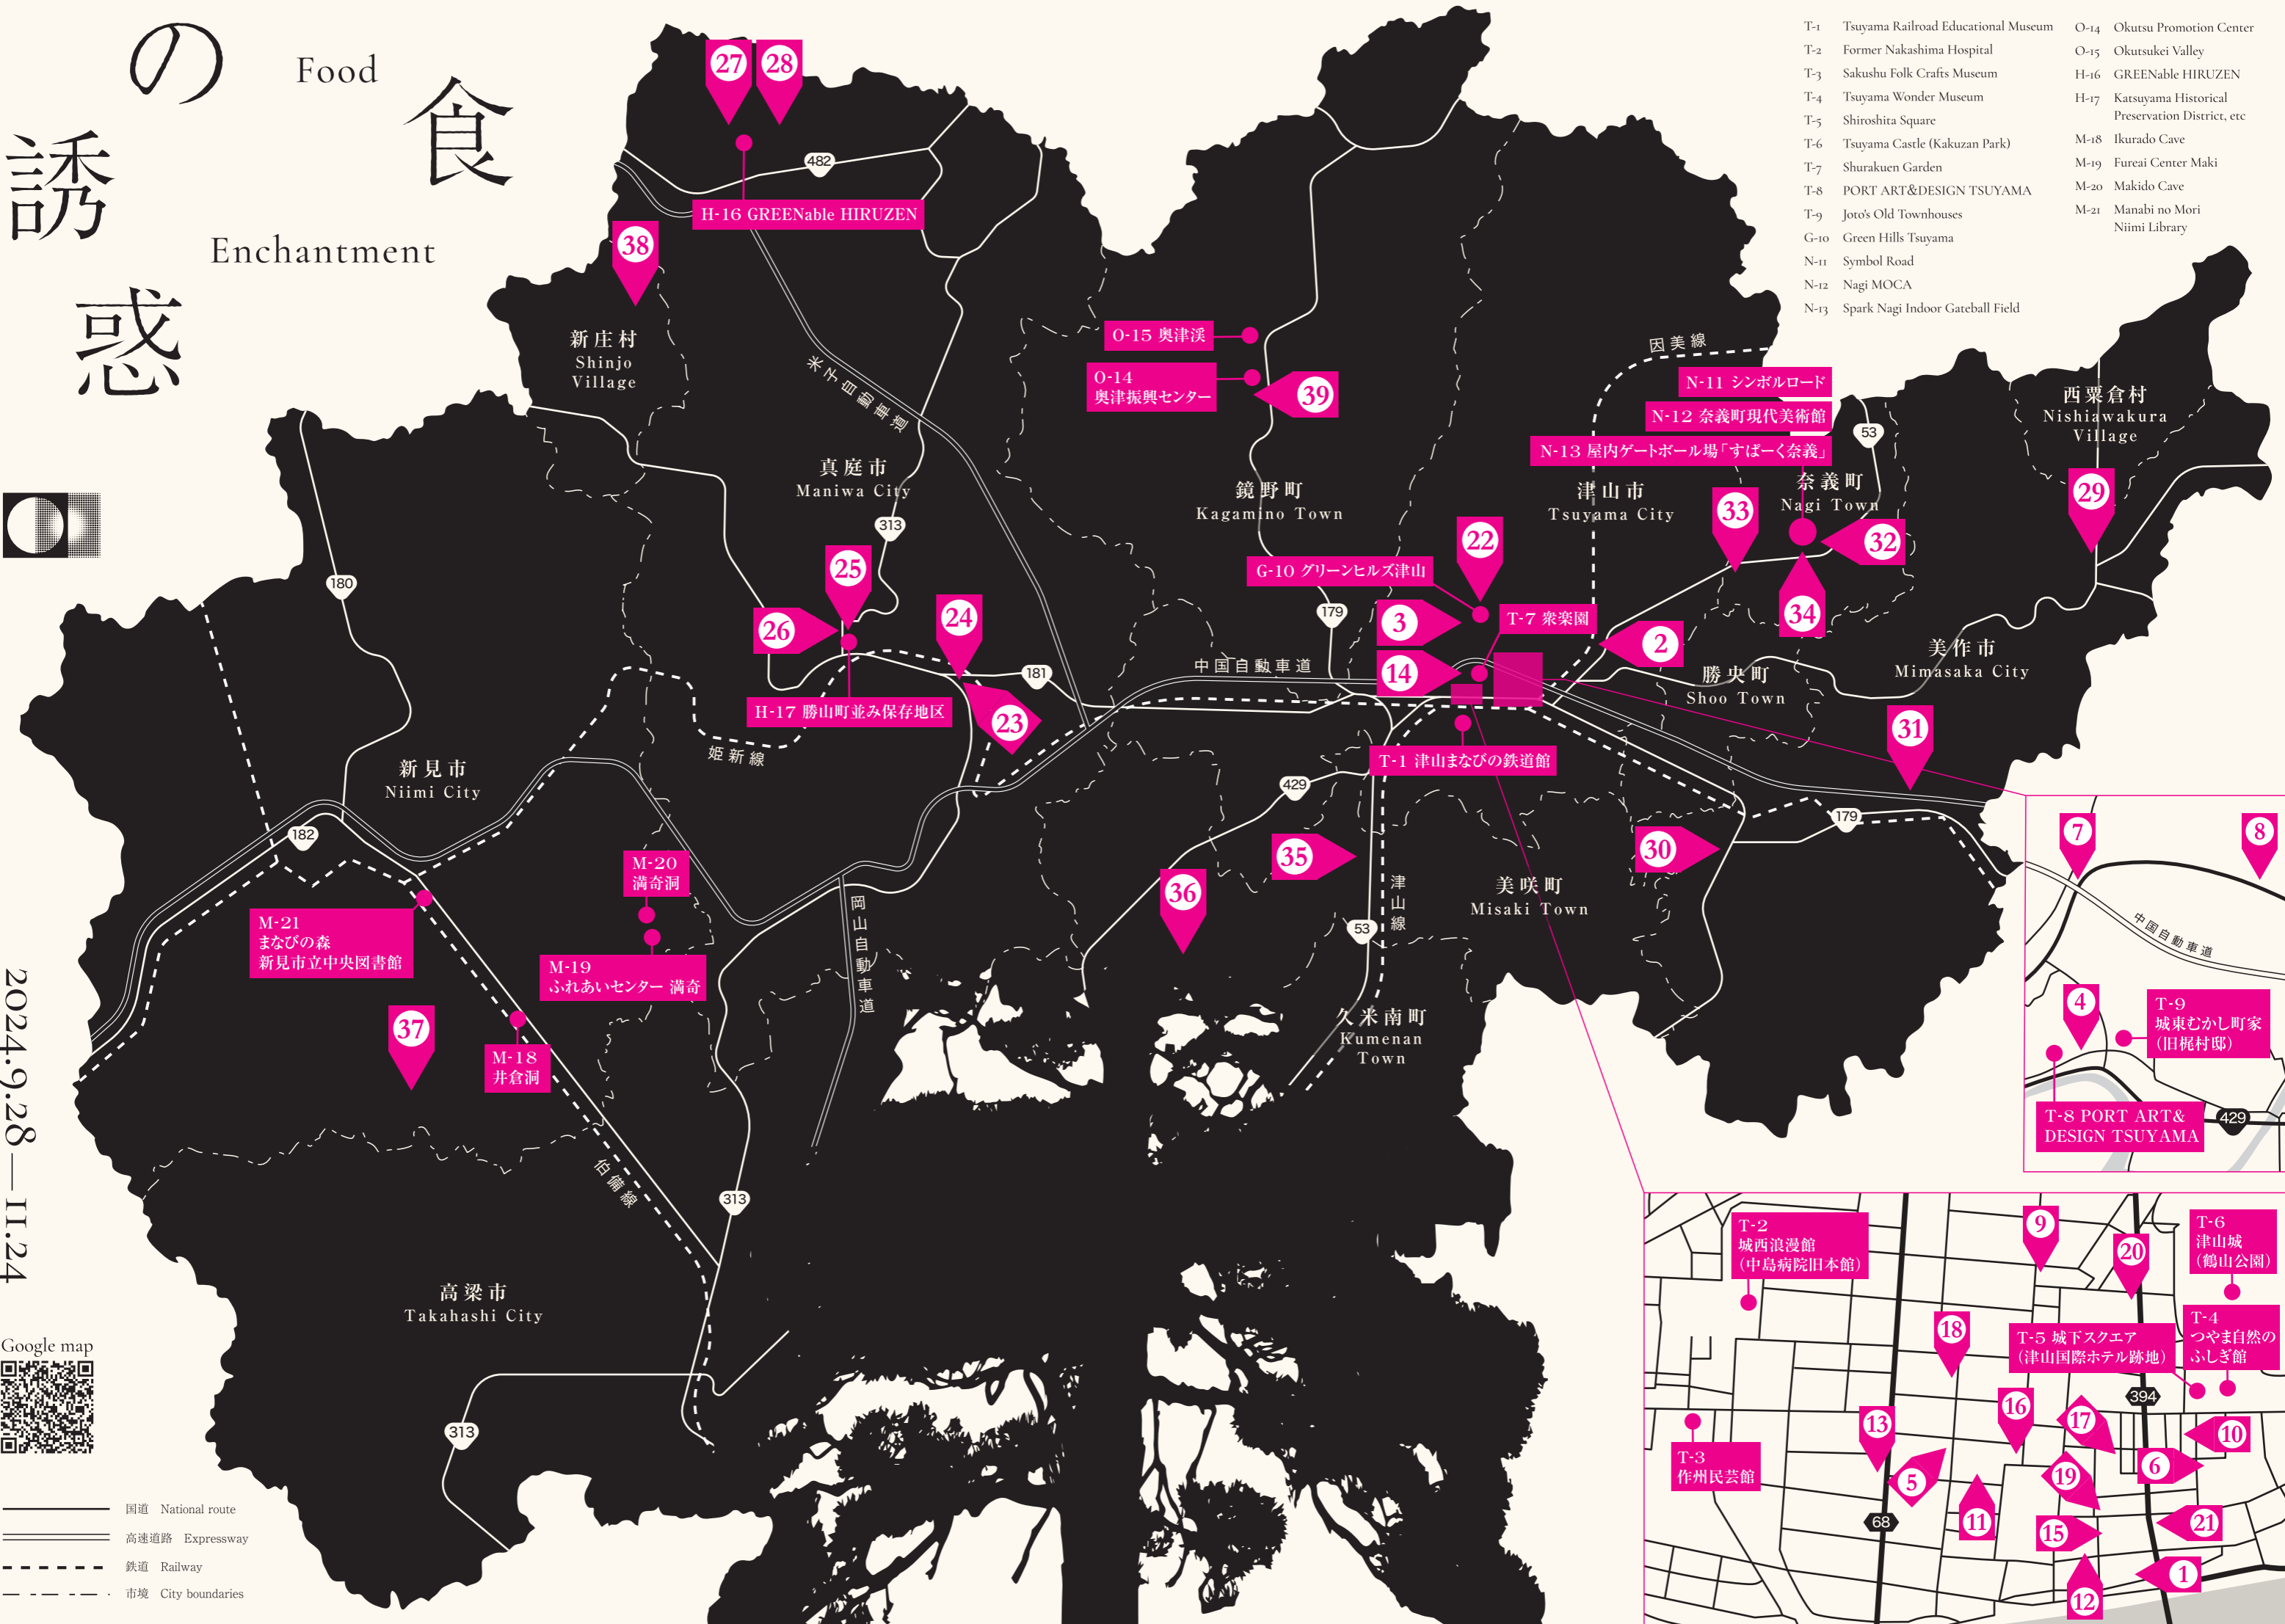 Food
食
の
誘
惑
Enchantment
2024.9.28—11.24
Google map
国道 National route
高速道路 Expressway
鉄道 Railway
市境 City boundaries
T-1 Tsuyama Railroad Educational Museum
T-2 Former Nakashima Hospital
T-3 Sakushu Folk Crafts Museum
T-4 Tsuyama Wonder Museum
T-5 Shiroshita Square
T-6 Tsuyama Castle (Kakuzan Park)
T-7 Shurakuen Garden
T-8 PORT ART&DESIGN TSUYAMA
T-9 Joto's Old Townhouses
G-10 Green Hills Tsuyama
N-11 Symbol Road
N-12 Nagi MOCA
N-13 Spark Nagi Indoor Gateball Field
O-14 Okutsu Promotion Center
O-15 Okutsukei Valley
H-16 GREENable HIRUZEN
H-17 Katsuyama Historical
Preservation District, etc
M-18 Ikurado Cave
M-19 Fureai Center Maki
M-20 Makido Cave
M-21 Manabi no Mori
Niimi Library
27
28
482
H-16 GREENable HIRUZEN
38
新庄村
Shinjo
Village
米子自動車道
O-15 奥津渓
O-14
奥津振興センター
39
因美線
N-11 シンボルロード
N-12 奈義町現代美術館
N-13 屋内ゲートボール場「すぱーく奈義」
53
西粟倉村
Nishiawakura
Village
29
真庭市
Maniwa City
313
鏡野町
Kagamino Town
津山市
Tsuyama City
奈義町
Nagi Town
33
32
34
22
G-10 グリーンヒルズ津山
179
3
T-7 衆楽園
2
14
180
25
26
24
23
181
H-17 勝山町並み保存地区
中国自動車道
勝央町
Shoo Town
美作市
Mimasaka City
31
姫新線
T-1 津山まなびの鉄道館
429
新見市
Niimi City
182
179
30
35
36
津山線
53
美咲町
Misaki Town
M-20
満奇洞
M-21
まなびの森
新見市立中央図書館
M-19
ふれあいセンター 満奇
岡山自動車道
37
M-18
井倉洞
久米南町
Kumenan
Town
伯備線
313
高梁市
Takahashi City
313
7
8
中国自動車道
4
T-9
城東むかし町家
（旧梶村邸）
T-8 PORT ART&
DESIGN TSUYAMA
429
T-2
城西浪漫館
（中島病院旧本館）
9
20
T-6
津山城
（鶴山公園）
18
T-5 城下スクエア
（津山国際ホテル跡地）
T-4
つやま自然の
ふしぎ館
394
13
16
17
10
T-3
作州民芸館
5
19
6
68
11
15
21
12
1